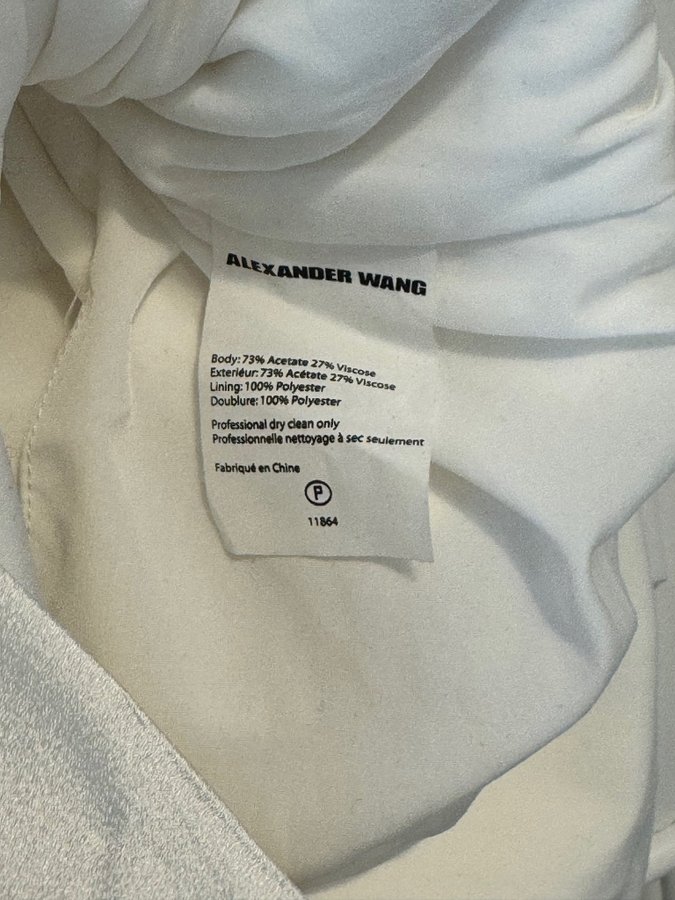 ALEXANDER WANG
Body: 73% Acetate 27% Viscose
Exteriéur: 73% Acétate 27% Viscose
Lining: 100% Polyester
Doublure: 100% Polyester
Professional dry clean only
Professionnelle nettoyage à sec seulement
Fabriqué en Chine
P
11864